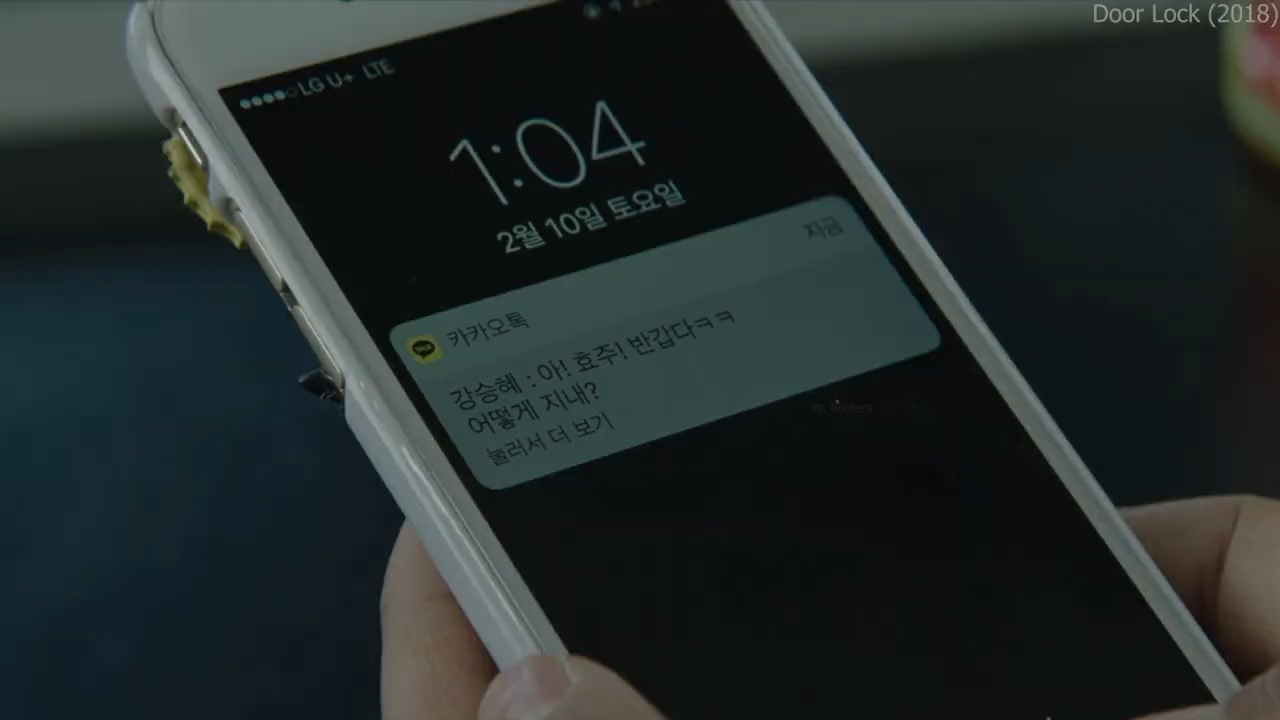 Door Lock (2018)
LG U+ LTE
1:04
2월 10일 토요일
지금
카카오톡
강승혜 : 아! 효주! 반갑다ㅋㅋ
어떻게 지내?
눌러서 더 보기